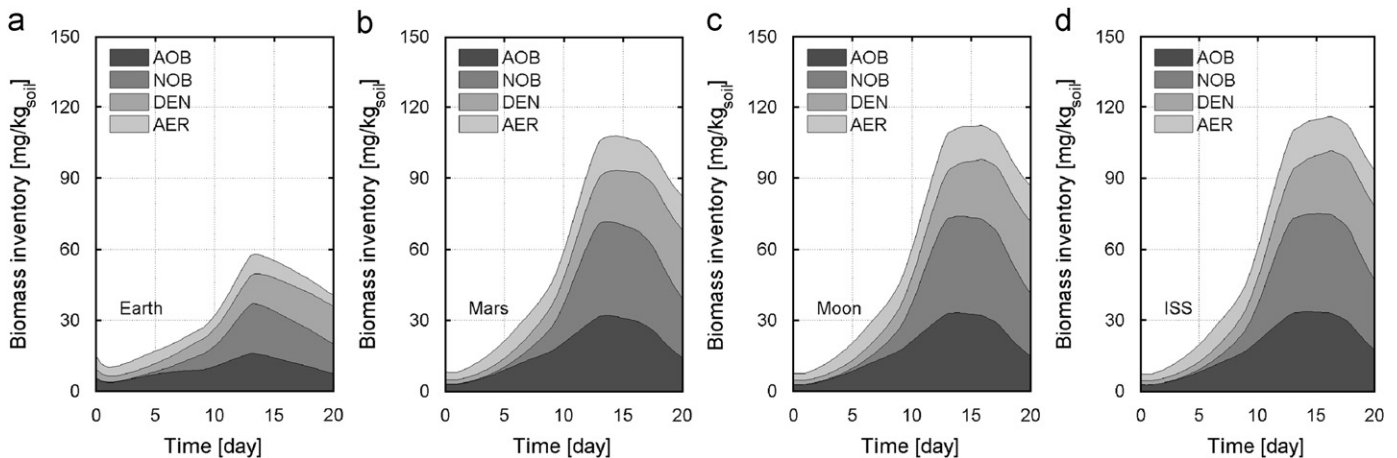 a
150
120
90
60
30
0
Biomass inventory [mg/kgsoil]
AOB
NOB
DEN
AER
Earth
0 5 10 15 20
Time [day]
b
150
120
90
60
30
0
Biomass inventory [mg/kgsoil]
AOB
NOB
DEN
AER
Mars
0 5 10 15 20
Time [day]
c
150
120
90
60
30
0
Biomass inventory [mg/kgsoil]
AOB
NOB
DEN
AER
Moon
0 5 10 15 20
Time [day]
d
150
120
90
60
30
0
Biomass inventory [mg/kgsoil]
AOB
NOB
DEN
AER
ISS
0 5 10 15 20
Time [day]